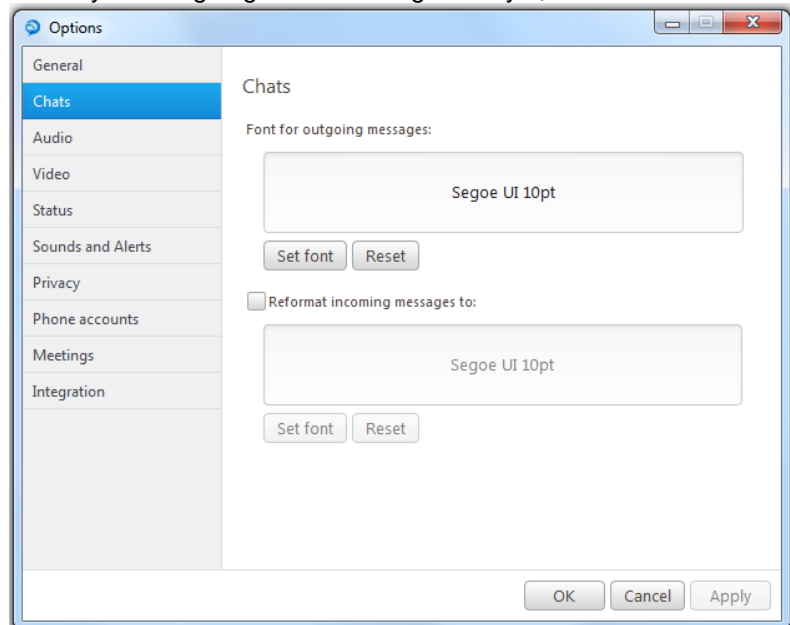 Options
General
Chats
Audio
Video
Status
Sounds and Alerts
Privacy
Phone accounts
Meetings
Integration
Chats
Font for outgoing messages:
Segoe UI 10pt
Set font Reset
Reformat incoming messages to:
Segoe UI 10pt
Set font Reset
OK Cancel Apply